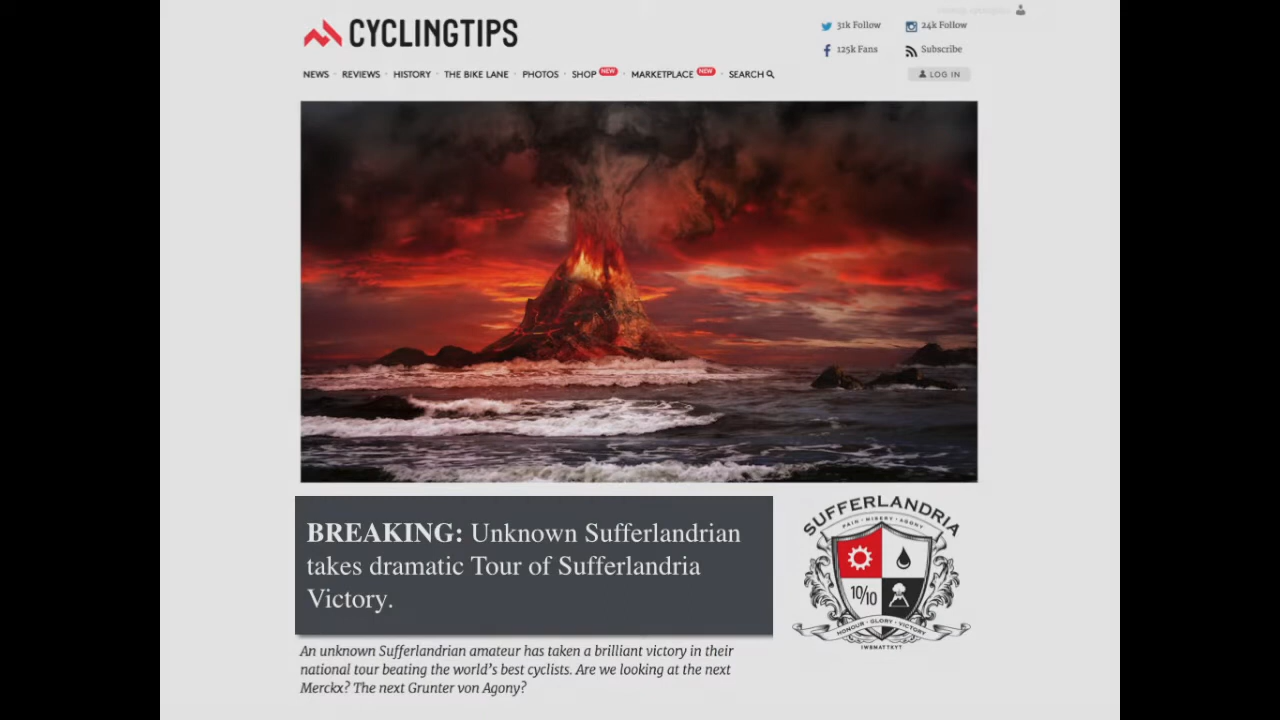 CYCLINGTIPS
31k Follow
24k Follow
125k Fans
Subscribe
NEWS REVIEWS HISTORY THE BIKE LANE PHOTOS SHOP NEW MARKETPLACE NEW SEARCH
LOG IN
BREAKING: Unknown Sufferlandrian
takes dramatic Tour of Sufferlandria
Victory.
SUFFERLANDRIA
PAIN · MISERY · AGONY
10/10
HONOUR · GLORY · VICTORY
IWBMATTKYT
An unknown Sufferlandrian amateur has taken a brilliant victory in their
national tour beating the world's best cyclists. Are we looking at the next
Merckx? The next Grunter von Agony?